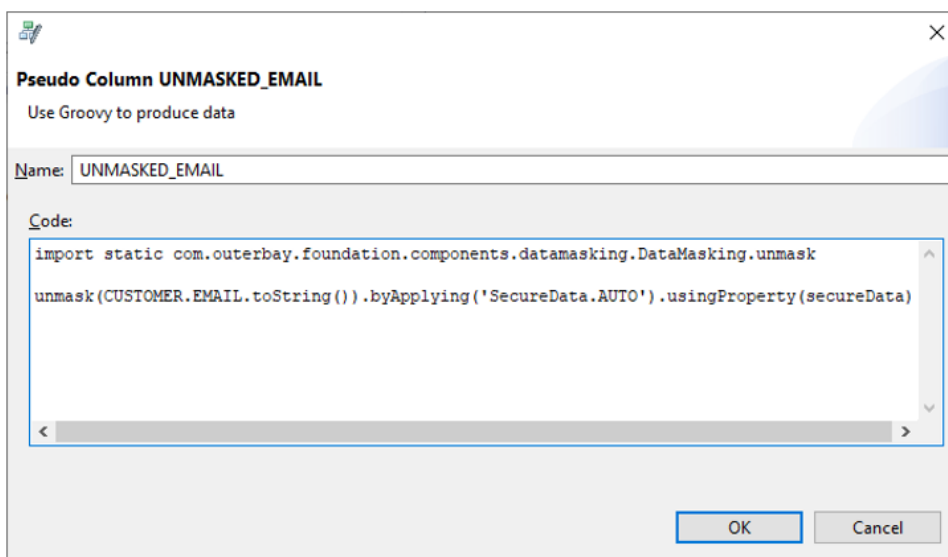 Pseudo Column UNMASKED_EMAIL
Use Groovy to produce data
Name: UNMASKED_EMAIL
Code:
import static com.outerbay.foundation.components.datamasking.DataMasking.unmask
unmask(CUSTOMER.EMAIL.toString()).byApplying('SecureData.AUTO').usingProperty(secureData)
OK Cancel